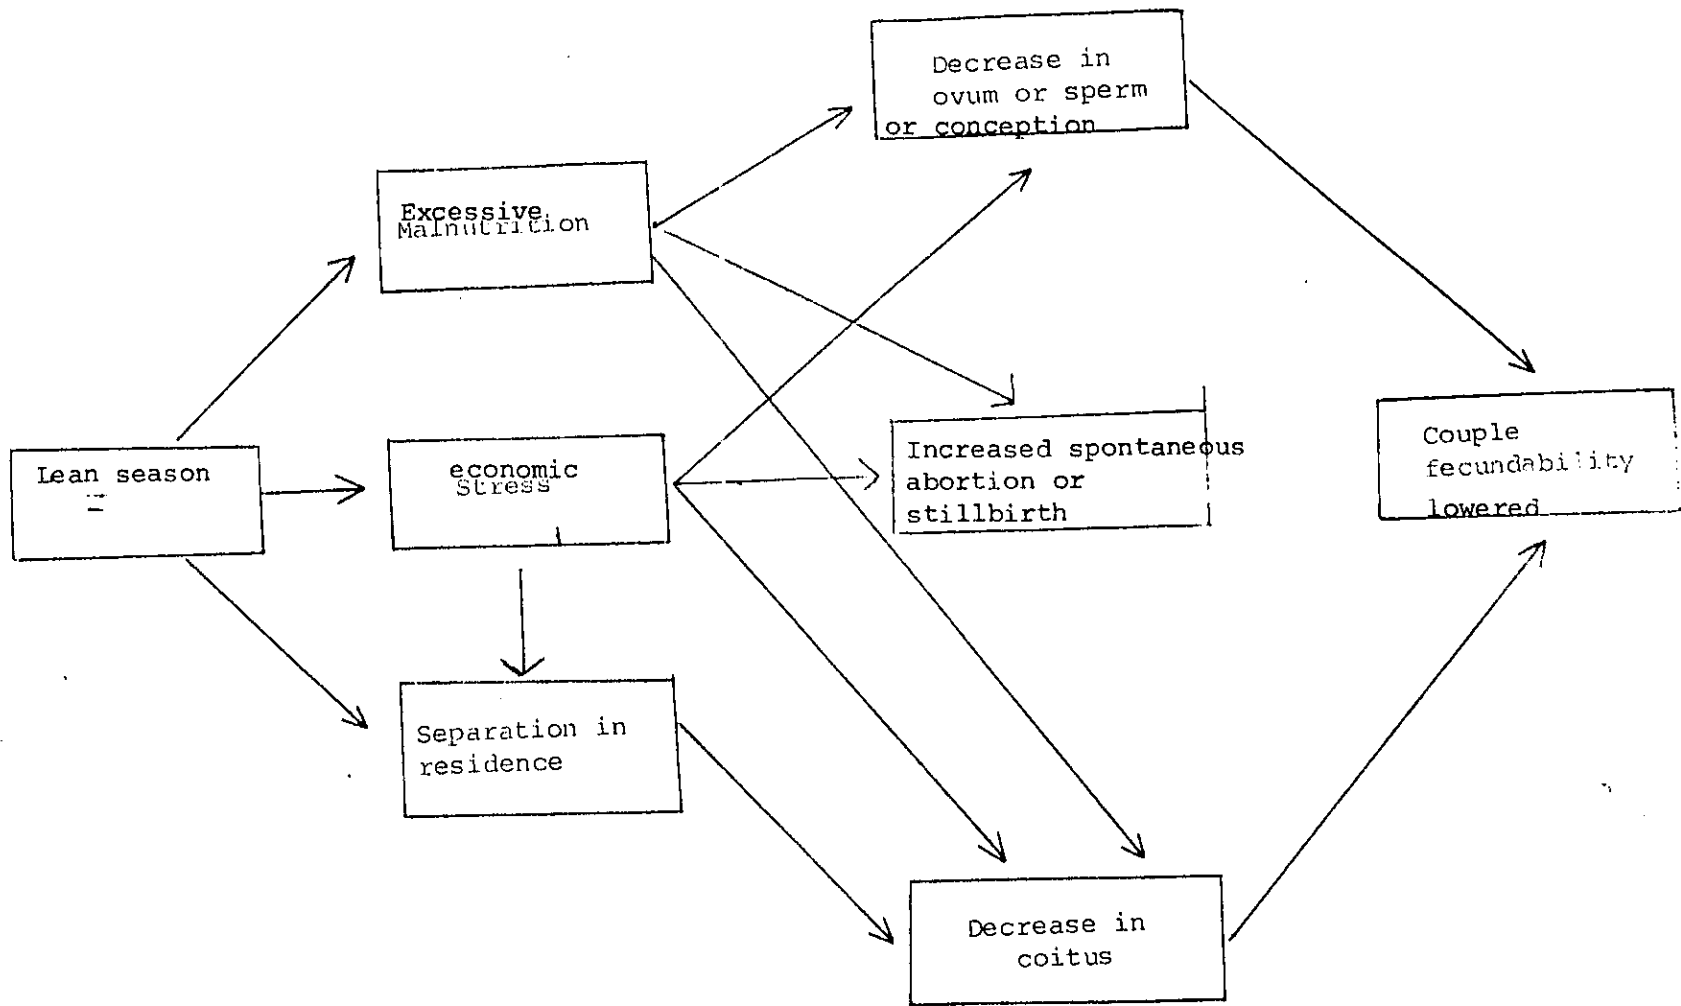 Decrease in
ovum or sperm
or conception
Excessive
Malnutrition
Lean season
economic
Stress
Increased spontaneous
abortion or
stillbirth
Couple
fecundability
lowered
Separation in
residence
Decrease in
coitus